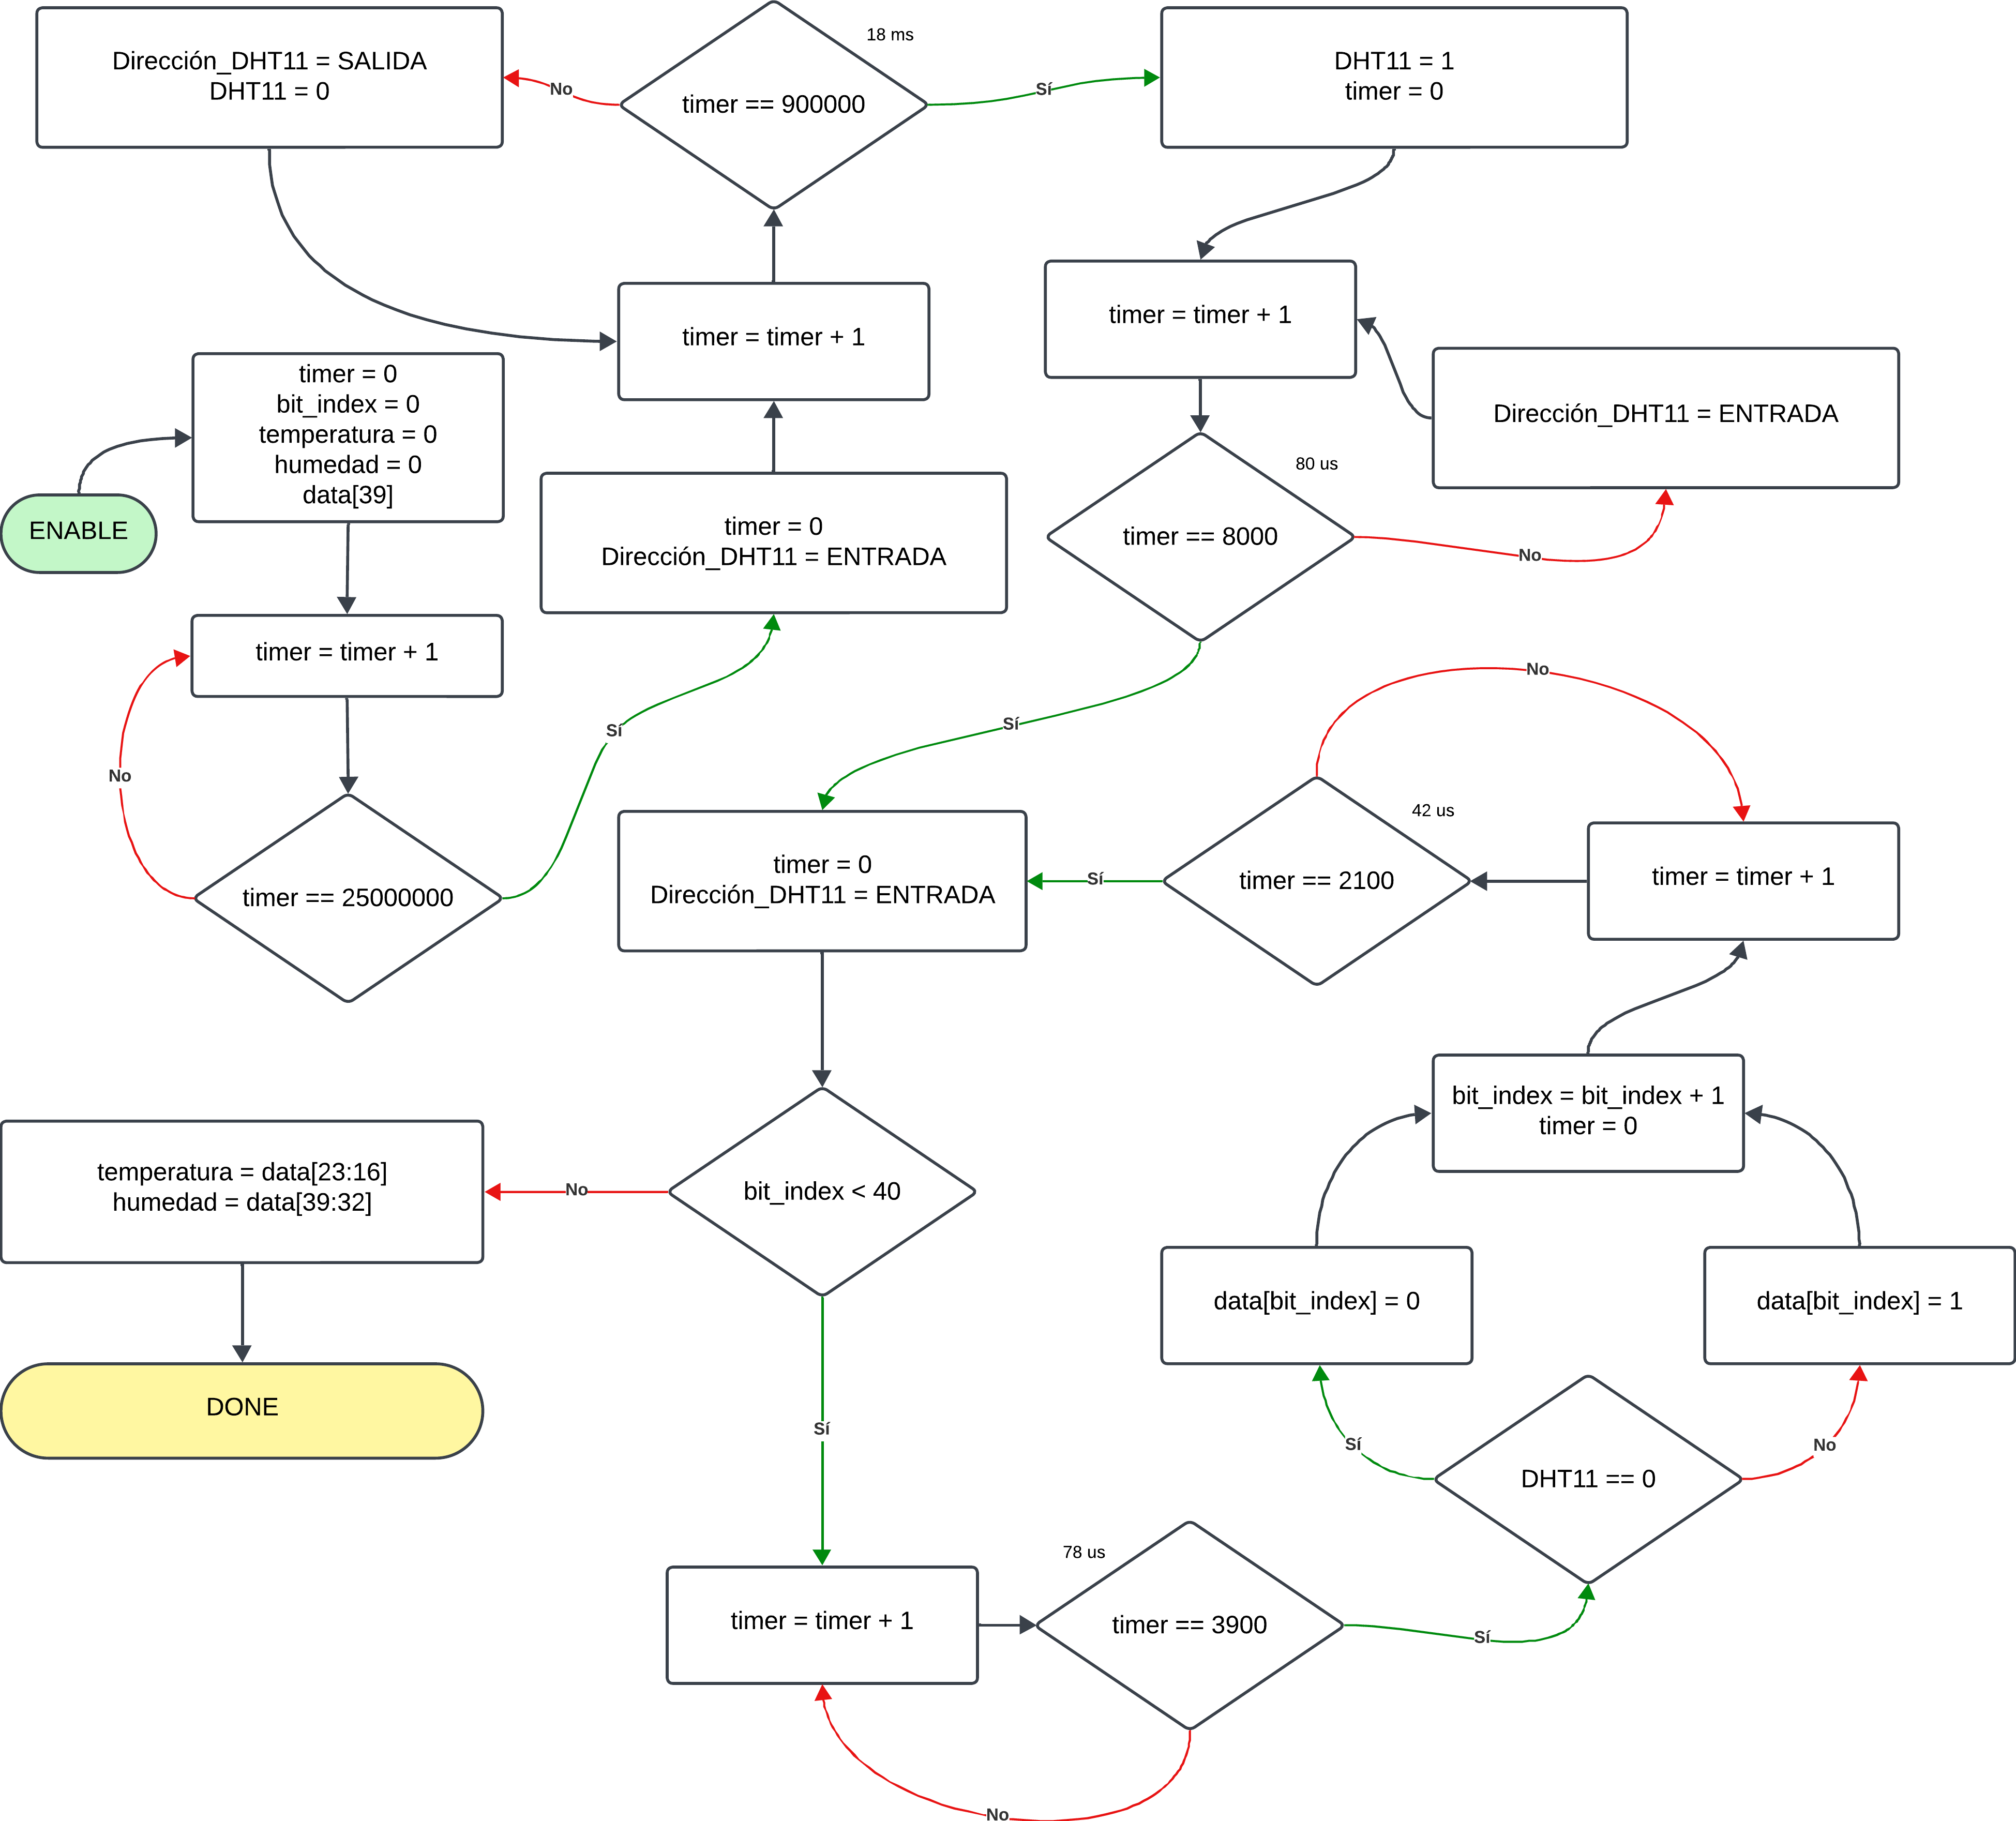 Dirección_DHT11 = SALIDA
DHT11 = 0
No
timer == 900000
18 ms
Sí
DHT11 = 1
timer = 0
timer = timer + 1
timer = timer + 1
Dirección_DHT11 = ENTRADA
timer == 8000
80 us
No
Sí
ENABLE
timer = 0
bit_index = 0
temperatura = 0
humedad = 0
data[39]
timer = 0
Dirección_DHT11 = ENTRADA
timer = timer + 1
No
timer == 25000000
Sí
timer = 0
Dirección_DHT11 = ENTRADA
Sí
timer == 2100
42 us
No
timer = timer + 1
bit_index = bit_index + 1
timer = 0
temperatura = data[23:16]
humedad = data[39:32]
No
bit_index < 40
data[bit_index] = 0
data[bit_index] = 1
DONE
Sí
Sí
DHT11 == 0
No
timer = timer + 1
78 us
timer == 3900
Sí
No